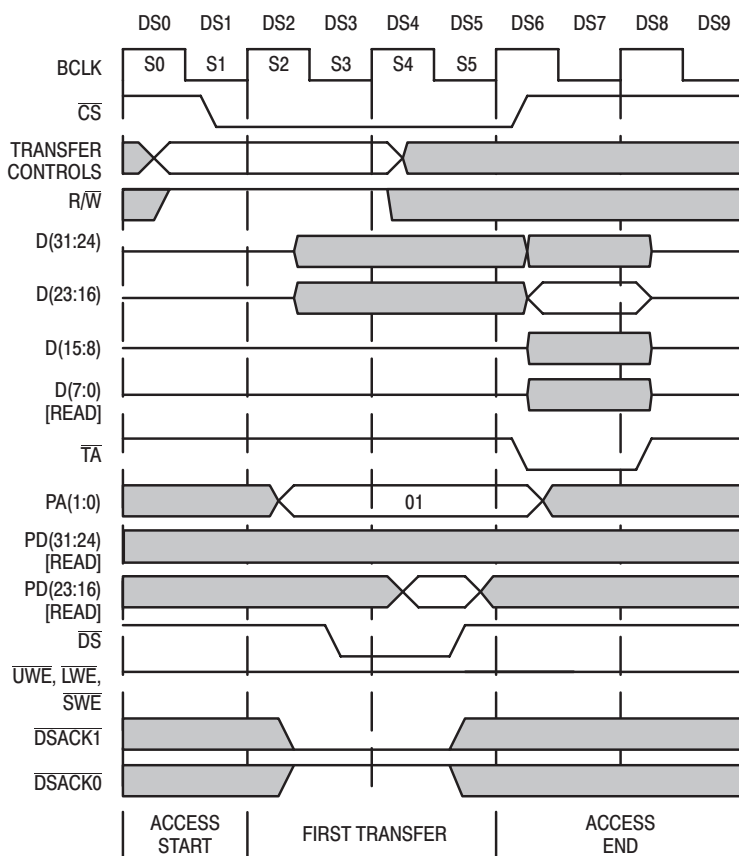 DS0 DS1 DS2 DS3 DS4 DS5 DS6 DS7 DS8 DS9
BCLK S0 S1 S2 S3 S4 S5
CS
TRANSFER
CONTROLS
R/W
D(31:24)
D(23:16)
D(15:8)
D(7:0)
[READ]
TA
PA(1:0) 01
PD(31:24)
[READ]
PD(23:16)
[READ]
DS
UWE, LWE,
SWE
DSACK1
DSACK0
ACCESS
START
FIRST TRANSFER
ACCESS
END